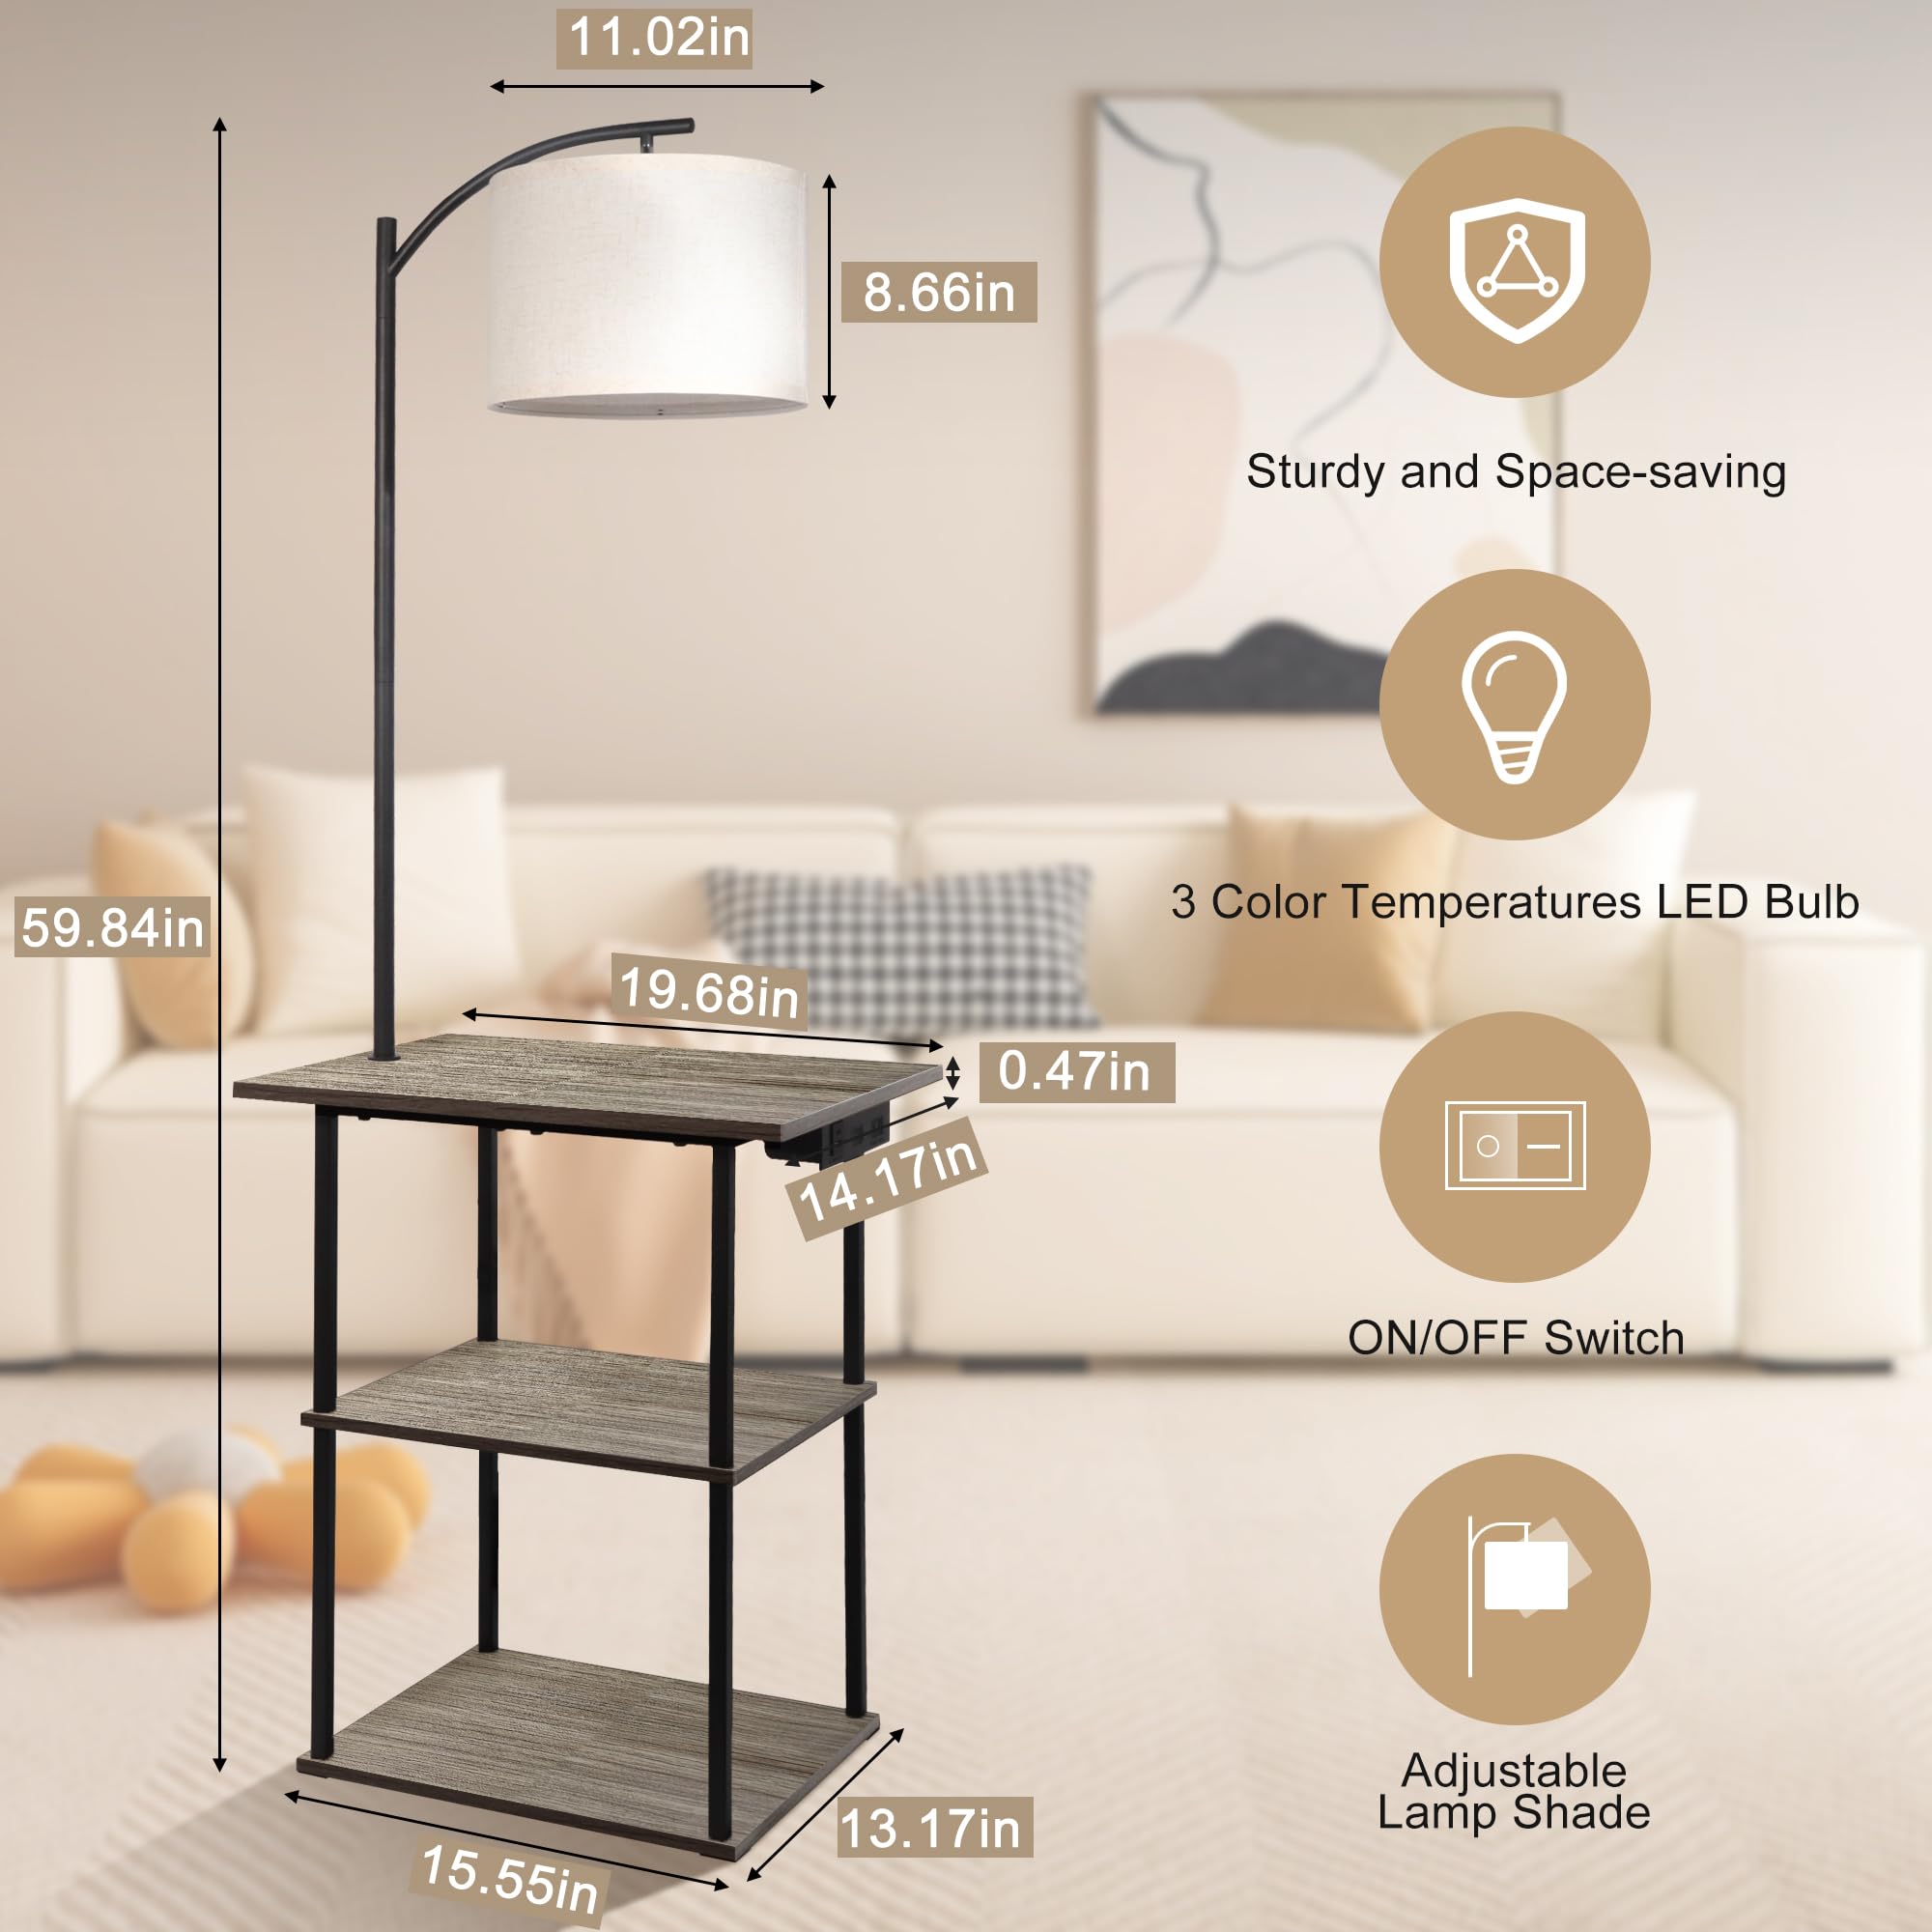 11.02in
8.66in
59.84in
19.68in
0.47in
14.17in
13.17in
15.55in
Sturdy and Space-saving
3 Color Temperatures LED Bulb
ON/OFF Switch
Adjustable
Lamp Shade